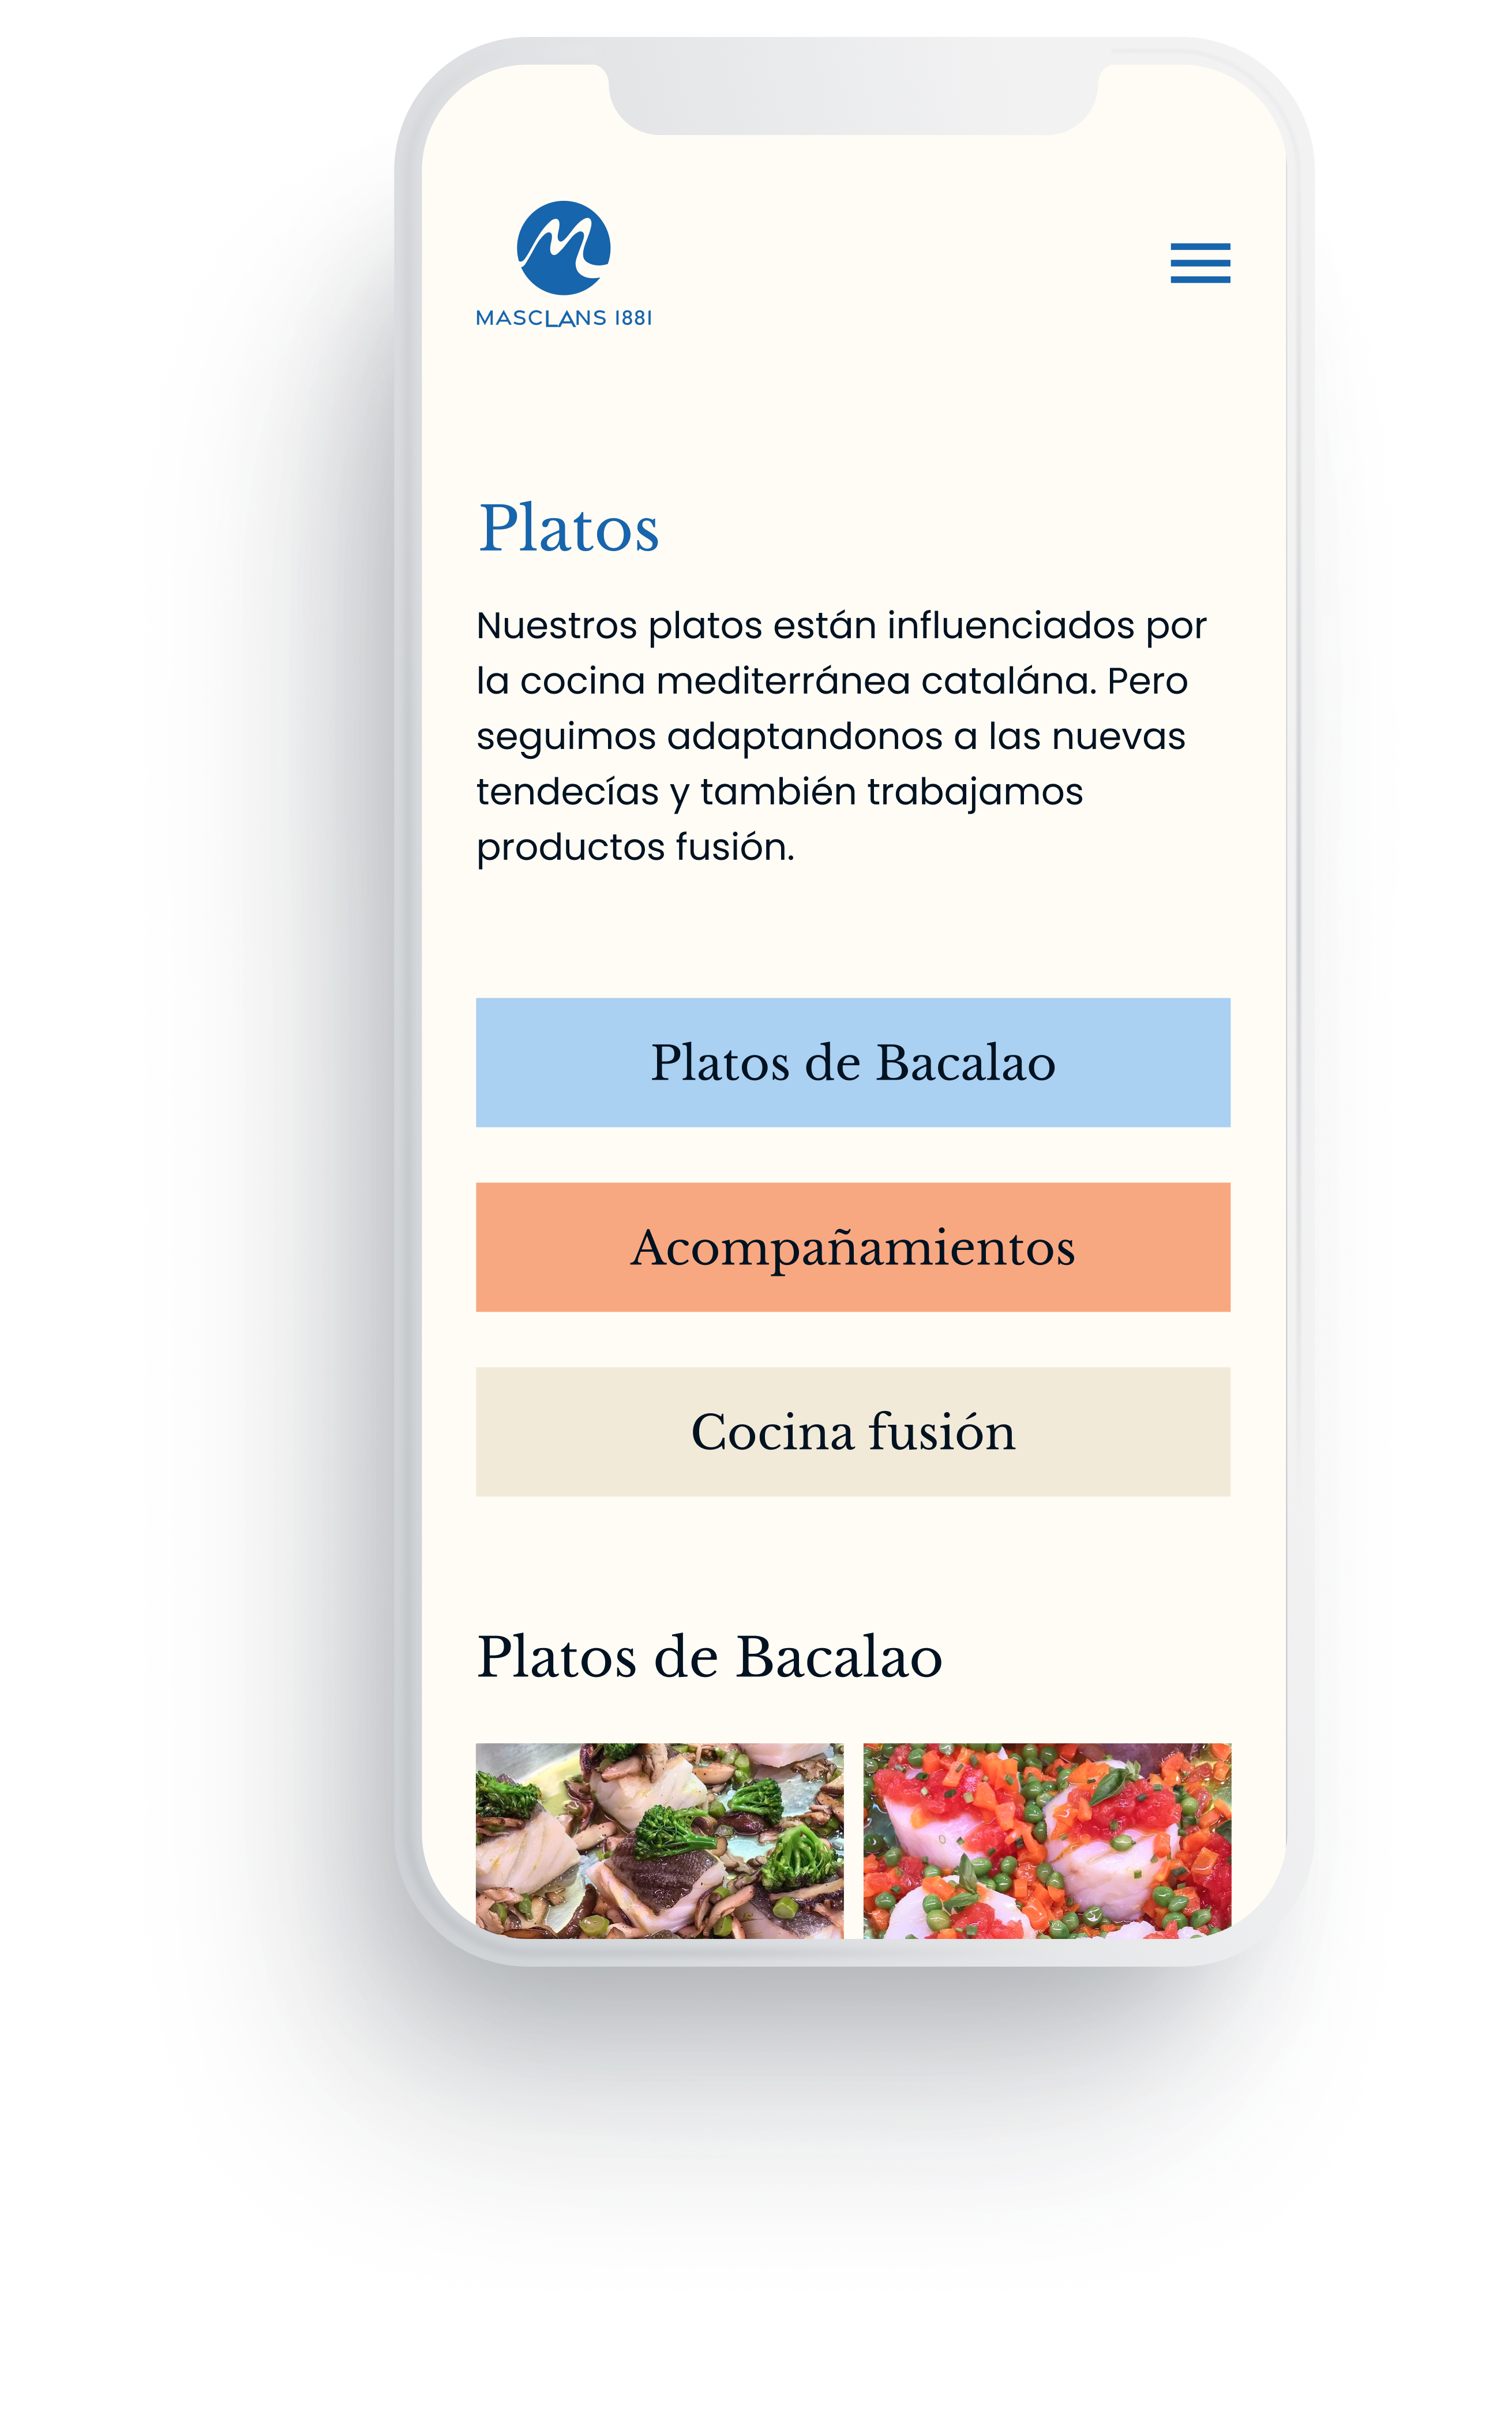 MASCLANS 1881
Platos
Nuestros platos están influenciados por
la cocina mediterránea catalána. Pero
seguimos adaptandonos a las nuevas
tendecías y también trabajamos
productos fusión.
Platos de Bacalao
Acompañamientos
Cocina fusión
Platos de Bacalao